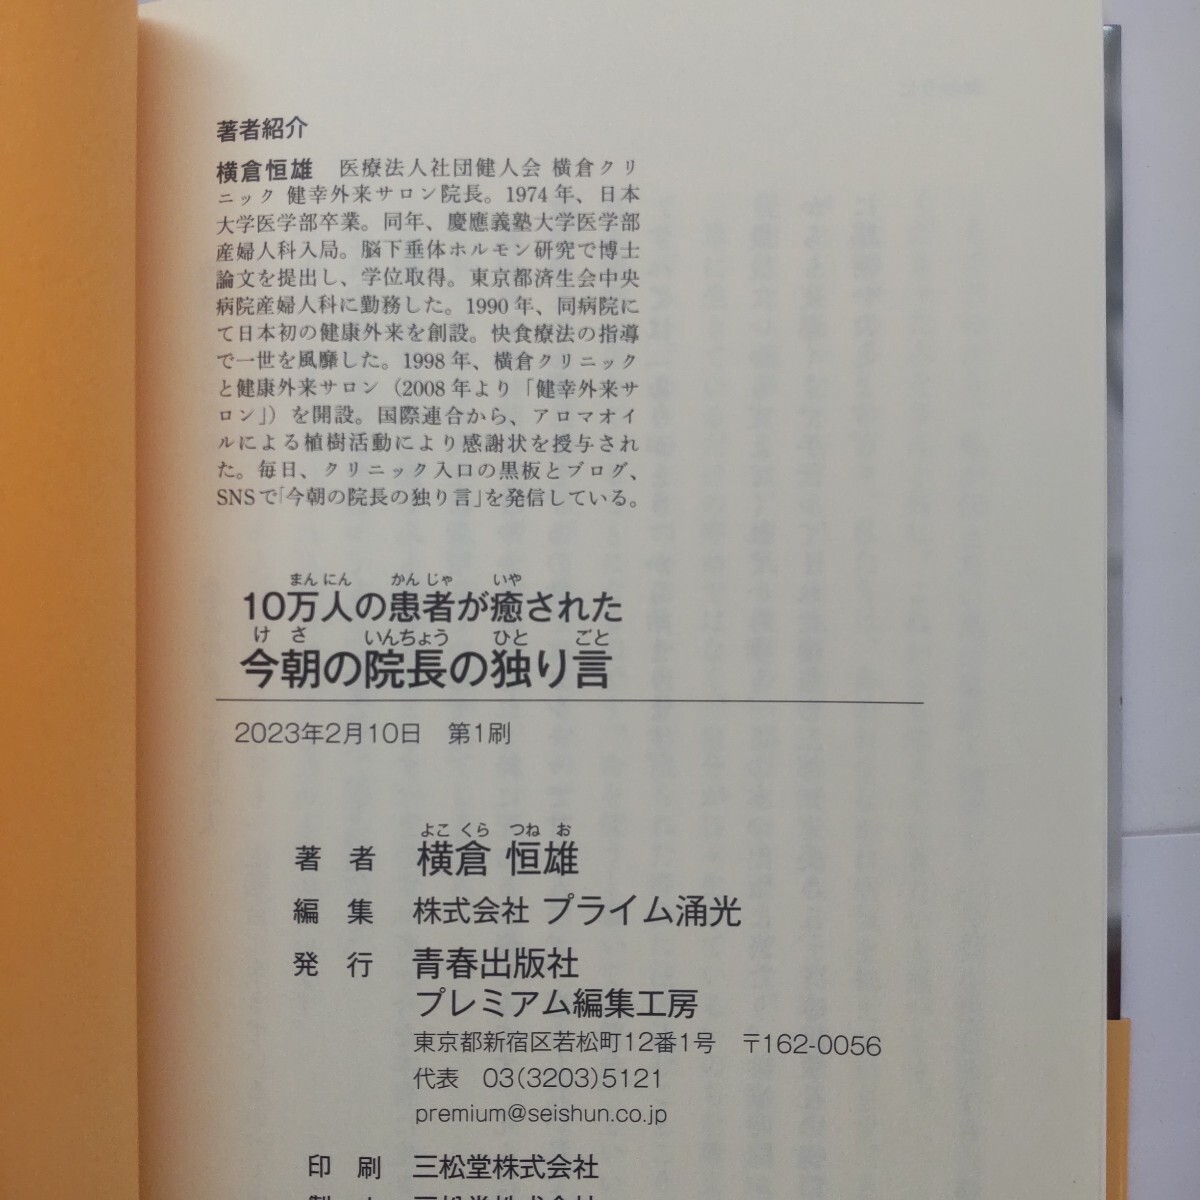 著者紹介
横倉恒雄　医療法人社団健人会 横倉クリ
ニック 健幸外来サロン院長。1974年、日本
大学医学部卒業。同年、慶應義塾大学医学部
産婦人科入局。脳下垂体ホルモン研究で博士
論文を提出し、学位取得。東京都済生会中央
病院産婦人科に勤務した。1990年、同病院に
て日本初の健康外来を創設。快食療法の指導
で一世を風靡した。1998年、横倉クリニック
と健康外来サロン（2008年より「健幸外来サ
ロン」）を開設。国際連合から、アロマオイ
ルによる植樹活動により感謝状を授与され
た。毎日、クリニック入口の黒板とブログ、
SNSで「今朝の院長の独り言」を発信している。
まんにん　かんじゃ　いや
10万人の患者が癒された
けさ　いんちょう　ひと　ごと
今朝の院長の独り言
2023年2月10日　第1刷
よこくら　つねお
著　者　横倉 恒雄
編　集　株式会社 プライム涌光
発　行　青春出版社
プレミアム編集工房
東京都新宿区若松町12番1号　〒162-0056
代表　03(3203)5121
premium@seishun.co.jp
印　刷　三松堂株式会社